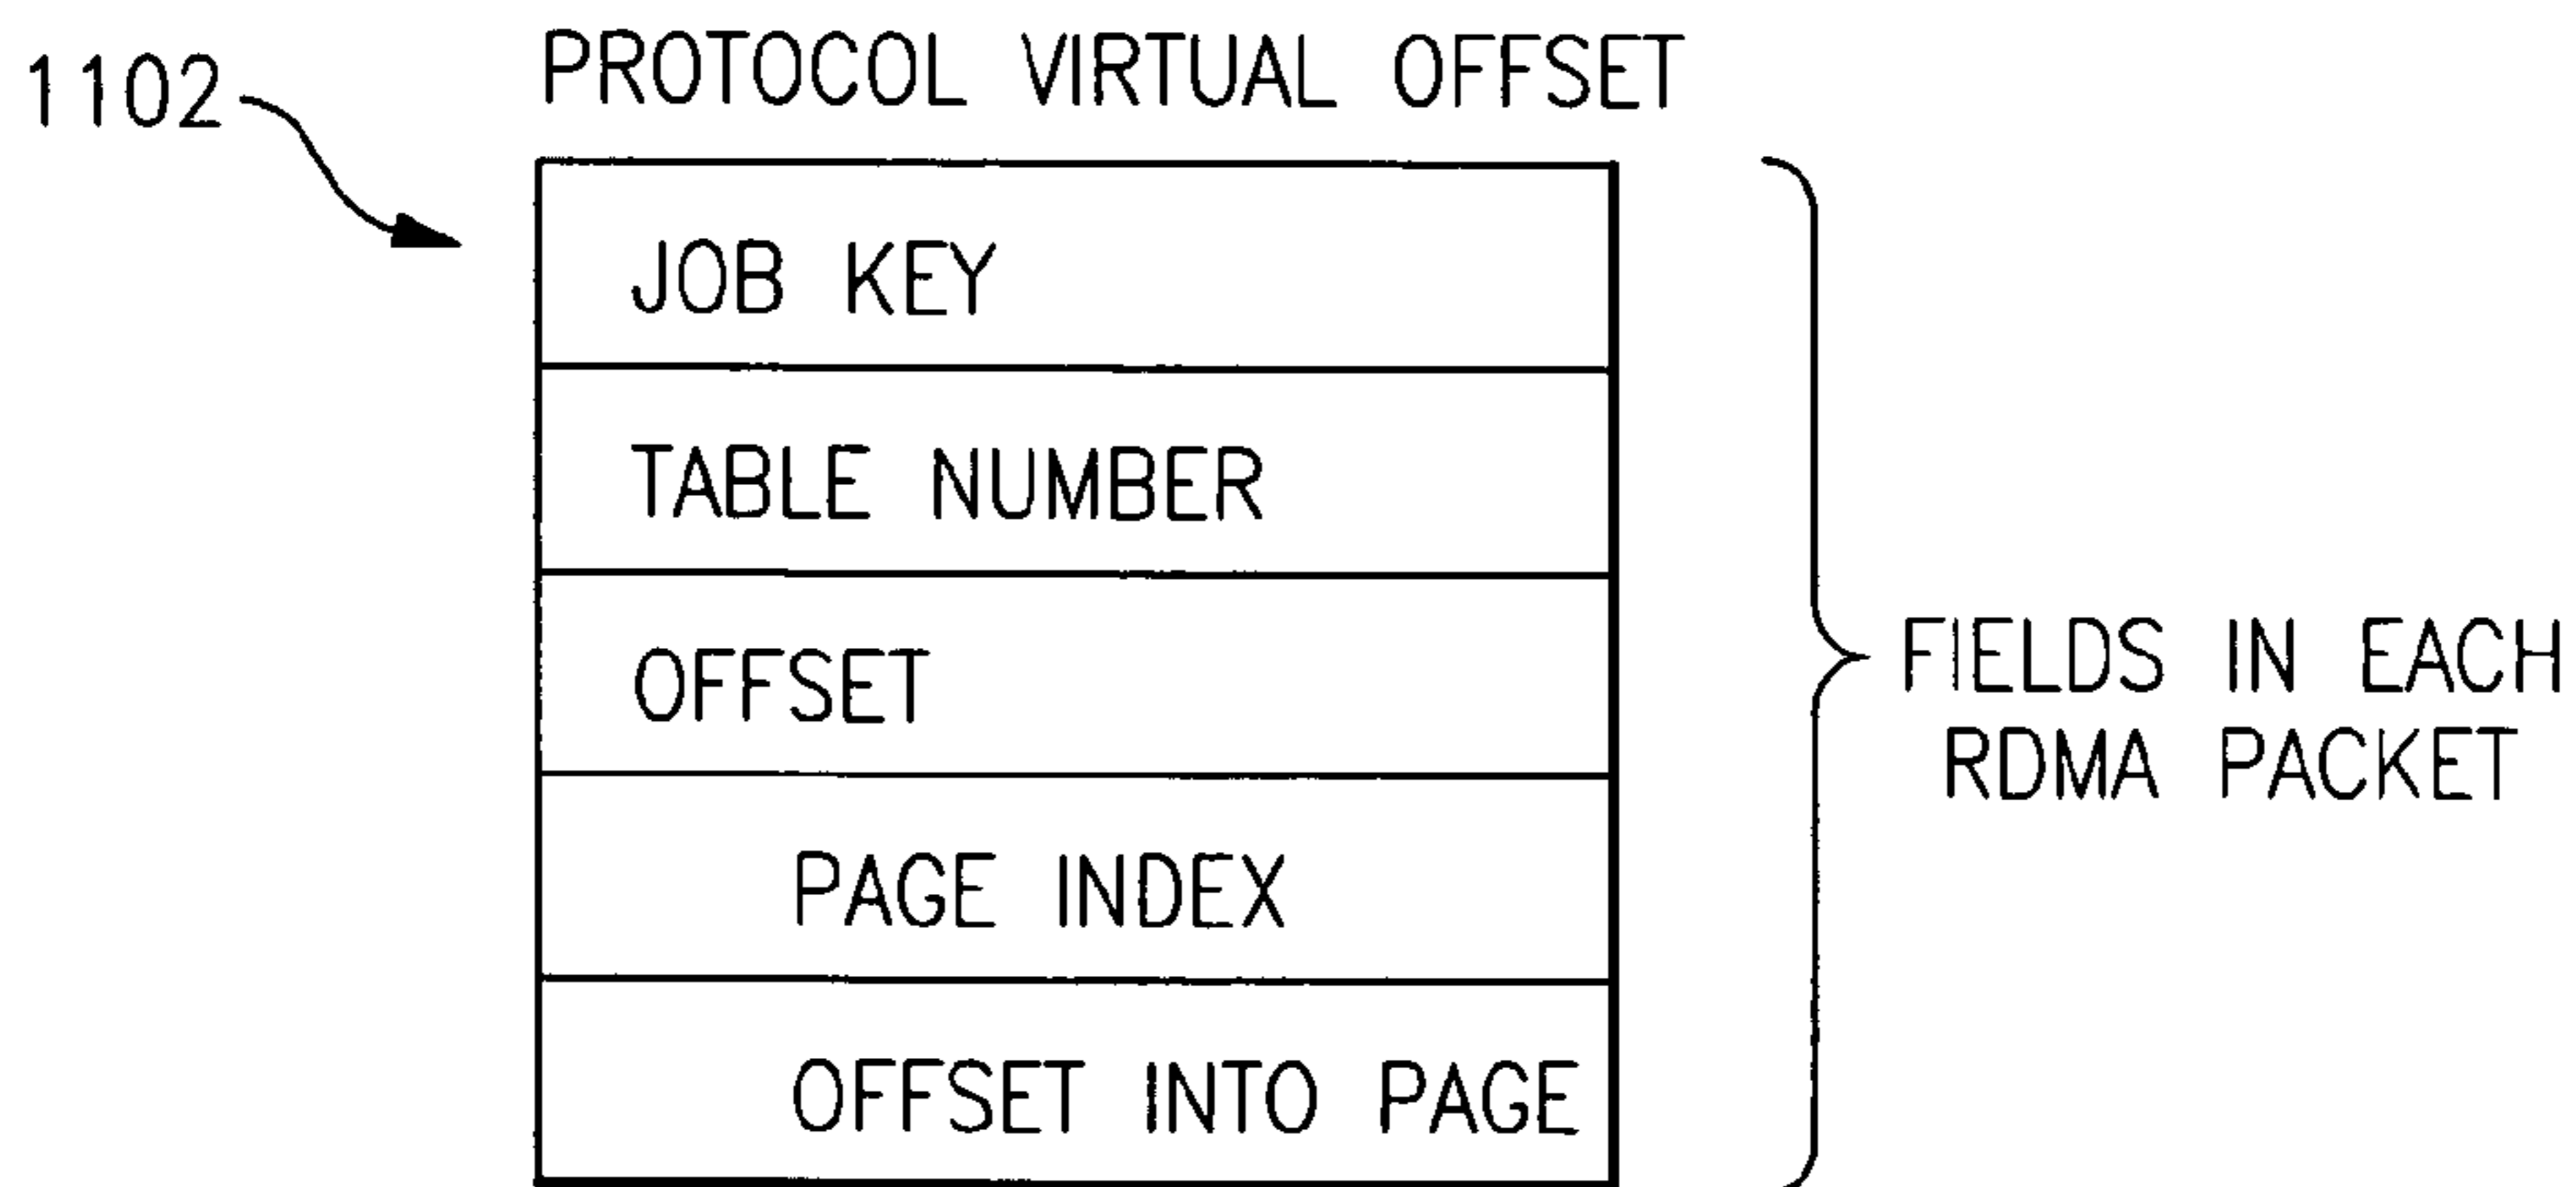 1102
PROTOCOL VIRTUAL OFFSET
JOB KEY
TABLE NUMBER
OFFSET
PAGE INDEX
OFFSET INTO PAGE
FIELDS IN EACH
RDMA PACKET